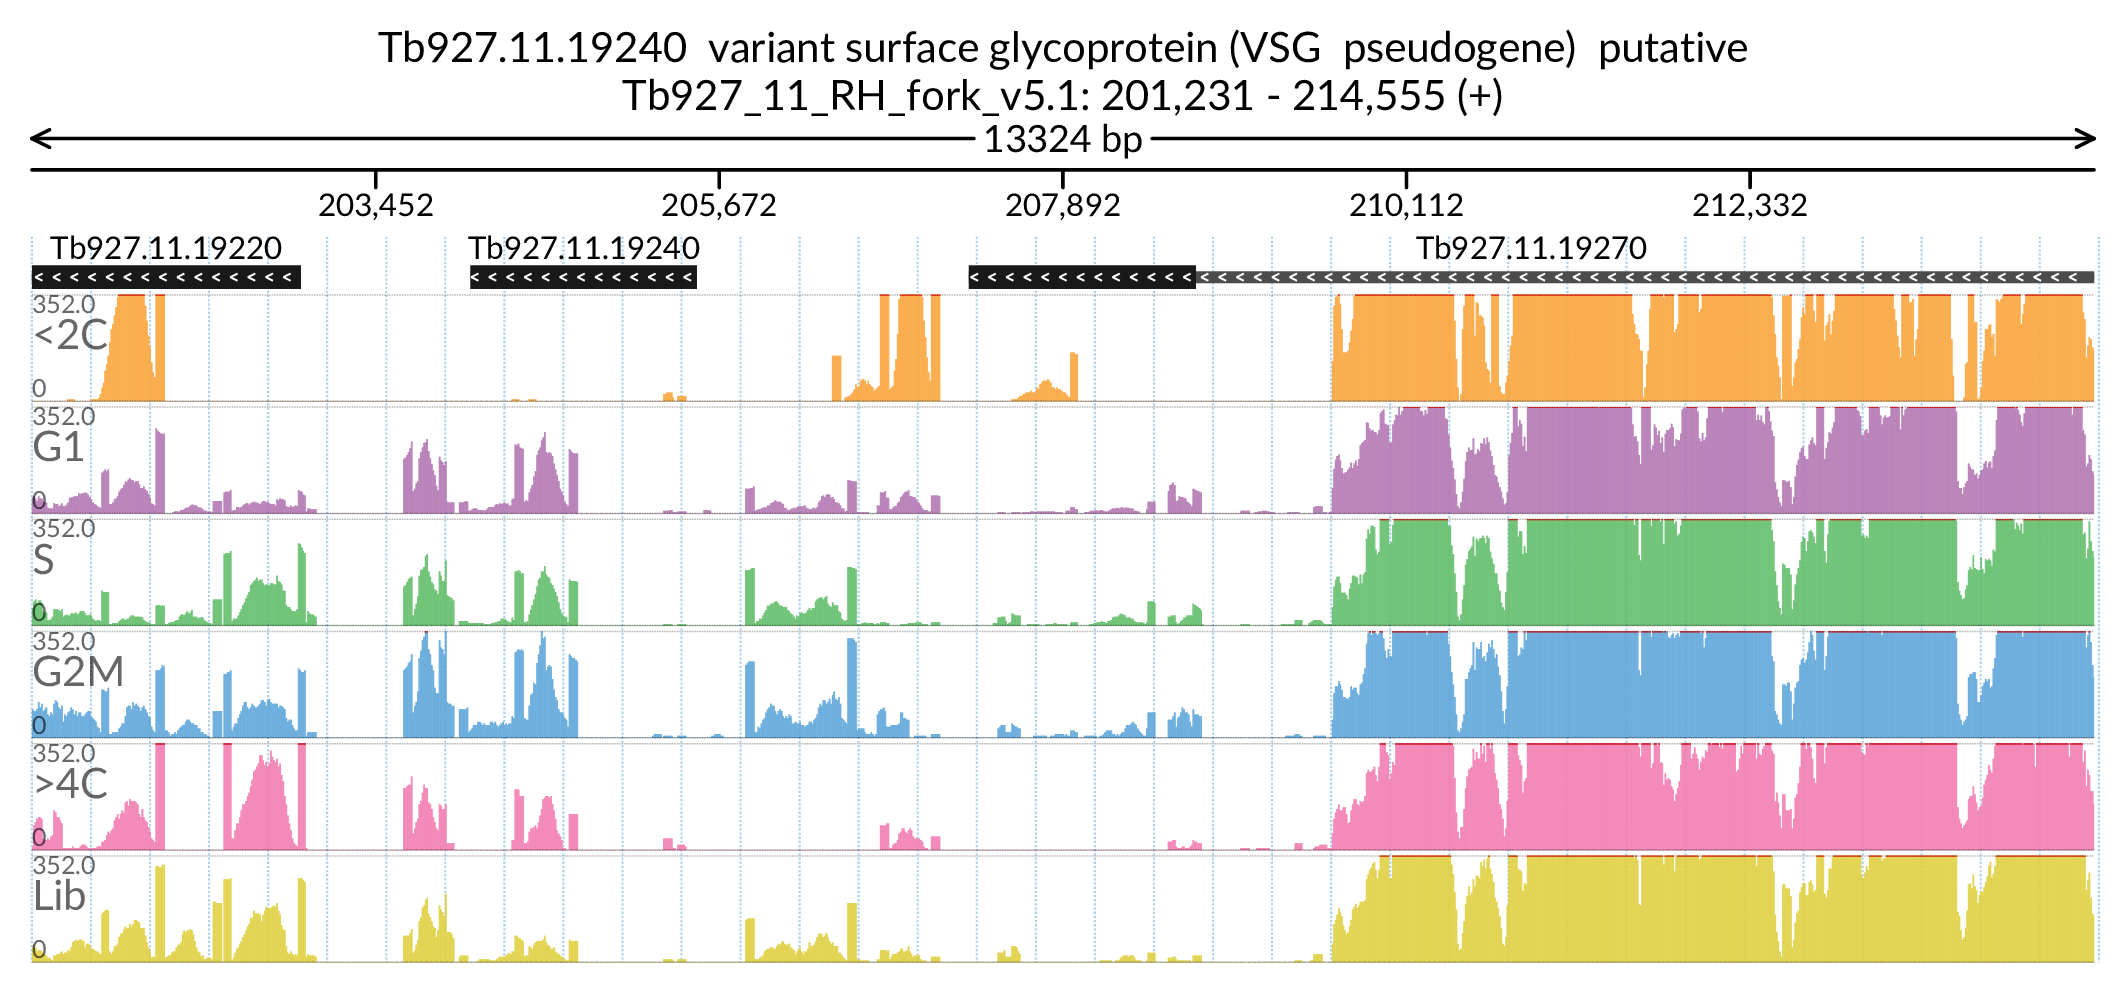 Tb927.11.19240  variant surface glycoprotein (VSG  pseudogene)  putative
Tb927_11_RH_fork_v5.1: 201,231 - 214,555 (+)
13324 bp
203,452 205,672 207,892 210,112 212,332
Tb927.11.19220 Tb927.11.19240 Tb927.11.19270
352.0
<2C
0
352.0
G1
0
352.0
S
0
352.0
G2M
0
352.0
>4C
0
352.0
Lib
0